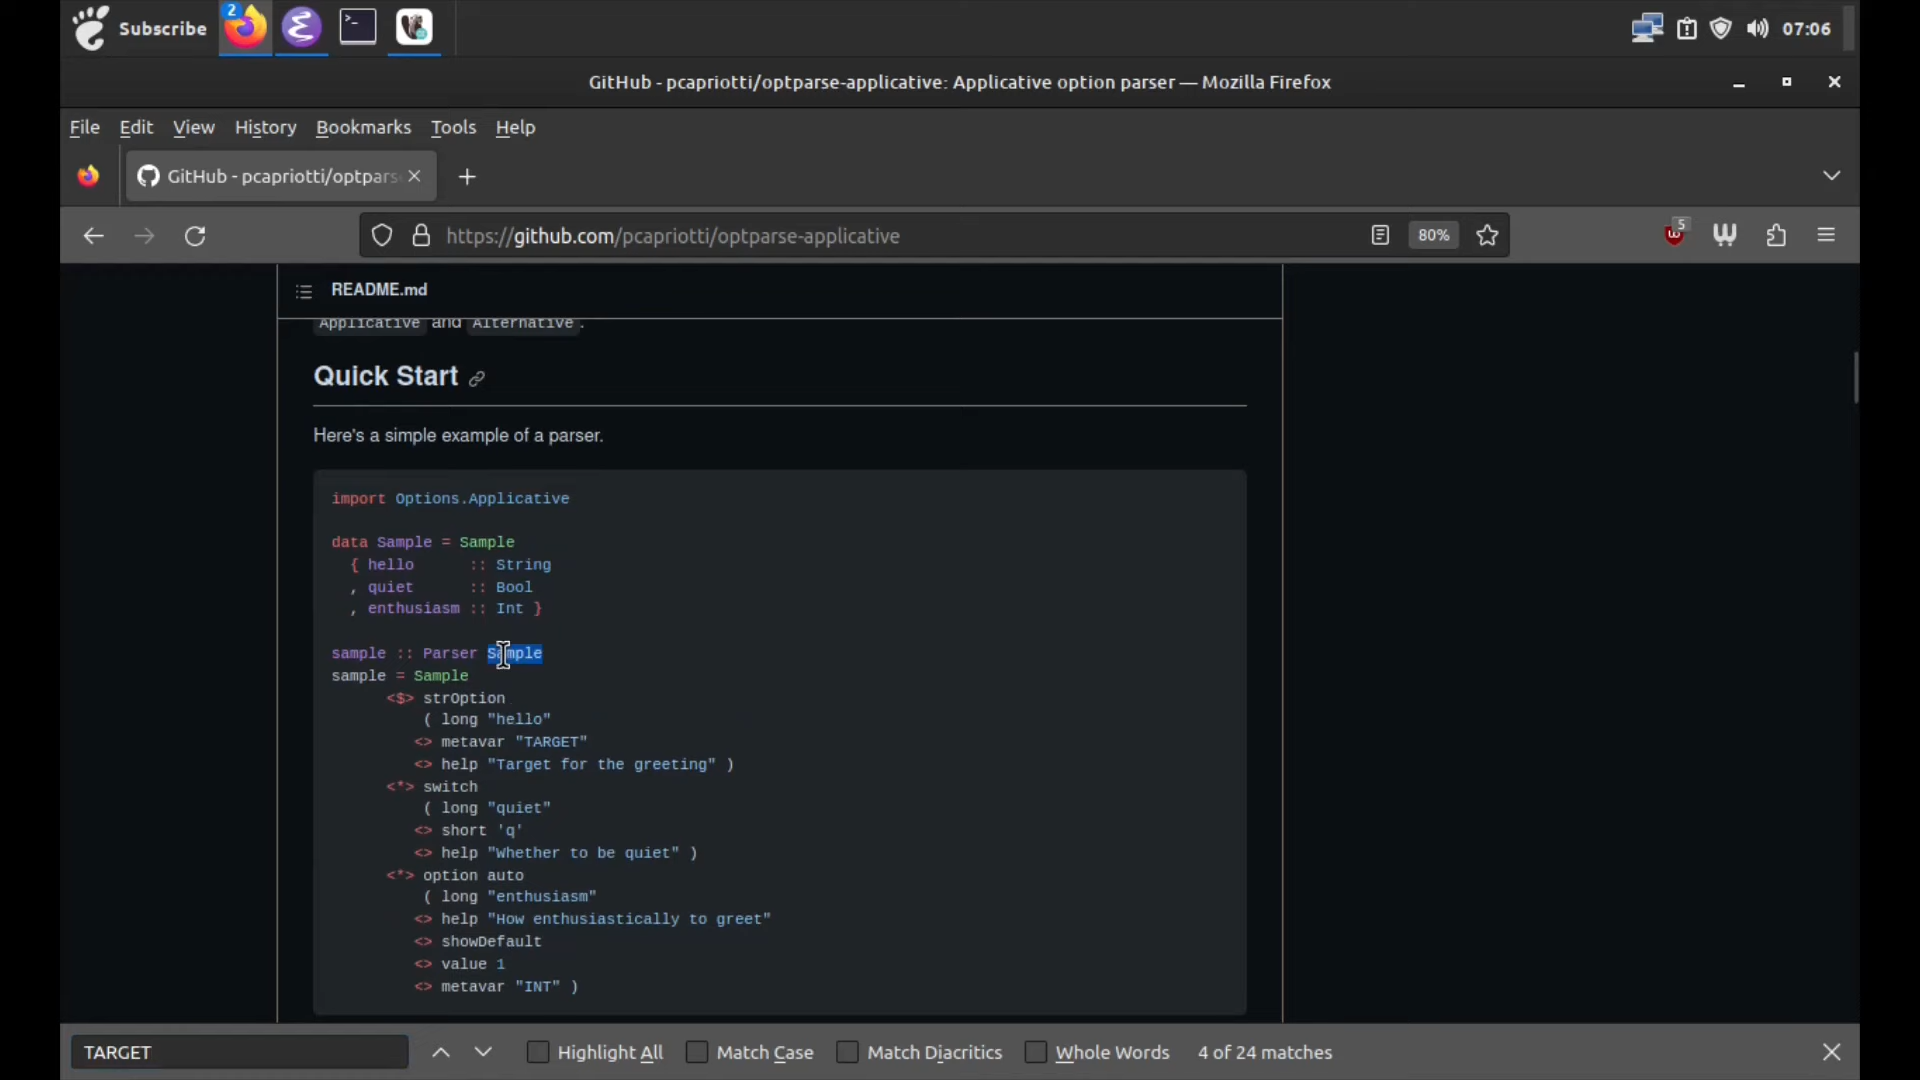 Subscribe
2
07:06
GitHub - pcapriotti/optparse-applicative: Applicative option parser — Mozilla Firefox
File Edit View History Bookmarks Tools Help
GitHub - pcapriotti/optpars
https://github.com/pcapriotti/optparse-applicative
80%
5
README.md
Applicative and Alternative.
Quick Start
Here's a simple example of a parser.
import Options.Applicative
data Sample = Sample
{ hello :: String
, quiet :: Bool
, enthusiasm :: Int }
sample :: Parser Sample
sample = Sample
<$> strOption
( long "hello"
<> metavar "TARGET"
<> help "Target for the greeting" )
<*> switch
( long "quiet"
<> short 'q'
<> help "Whether to be quiet" )
<*> option auto
( long "enthusiasm"
<> help "How enthusiastically to greet"
<> showDefault
<> value 1
<> metavar "INT" )
TARGET Highlight All Match Case Match Diacritics Whole Words 4 of 24 matches